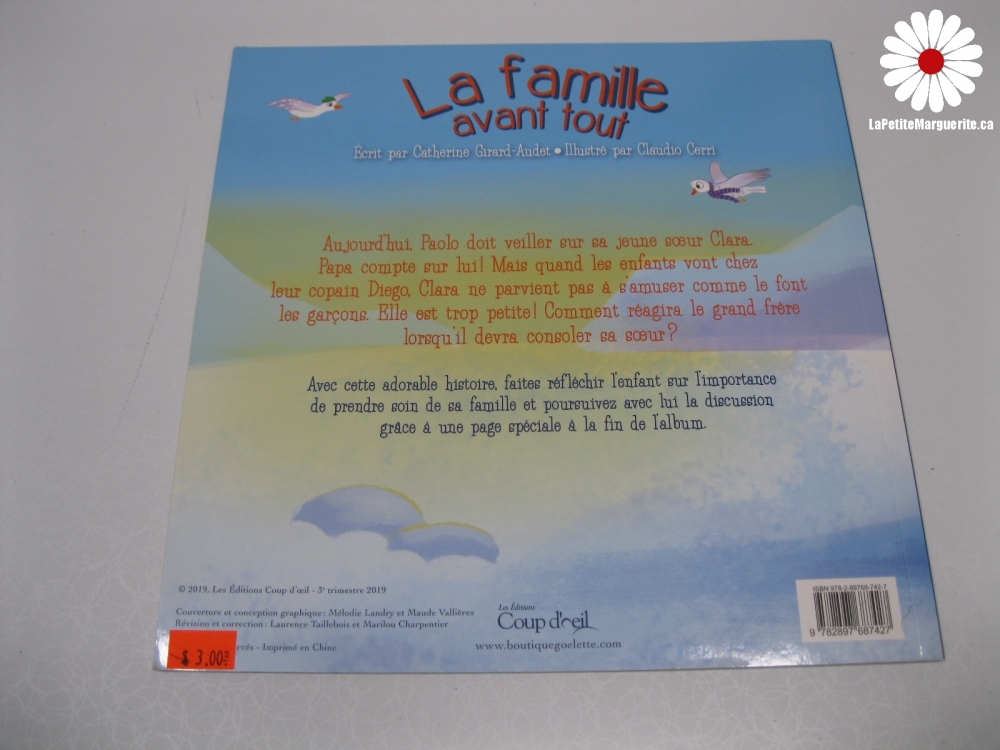 LaPetiteMarguerite.ca
La famille
avant tout
Écrit par Catherine Girard-Audet • Illustré par Claudio Cerri
Aujourd'hui, Paolo doit veiller sur sa jeune sœur Clara.
Papa compte sur lui! Mais quand les enfants vont chez
leur copain Diego, Clara ne parvient pas à s'amuser comme le font
les garçons. Elle est trop petite! Comment réagira le grand frère
lorsqu'il devra consoler sa sœur?
Avec cette adorable histoire, faites réfléchir l'enfant sur l'importance
de prendre soin de sa famille et poursuivez avec lui la discussion
grâce à une page spéciale à la fin de l'album.
© 2019, Les Éditions Coup d'œil - 3e trimestre 2019
Couverture et conception graphique : Mélodie Landry et Maude Vallières
Révision et correction : Laurence Taillebois et Marilou Charpentier
rvés - Imprimé en Chine
$ 3.00
Les Éditions
Coup d'œil
www.boutiquegoelette.com
ISBN 978-2-89768-742-7
9 782897 687427